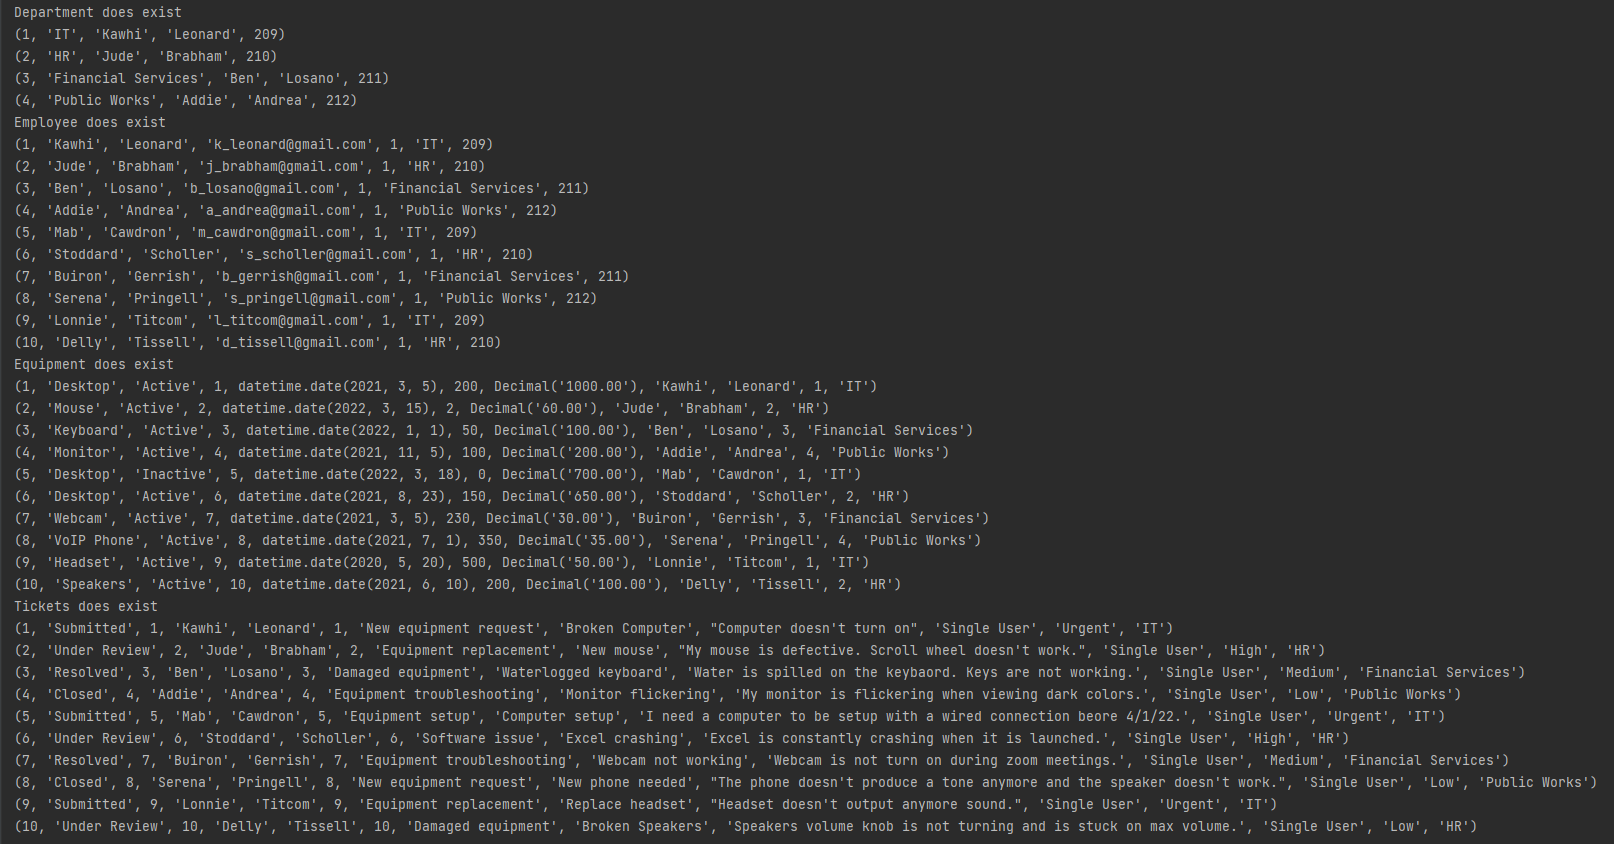 Department does exist
(1, 'IT', 'Kawhi', 'Leonard', 209)
(2, 'HR', 'Jude', 'Brabham', 210)
(3, 'Financial Services', 'Ben', 'Losano', 211)
(4, 'Public Works', 'Addie', 'Andrea', 212)
Employee does exist
(1, 'Kawhi', 'Leonard', 'k_leonard@gmail.com', 1, 'IT', 209)
(2, 'Jude', 'Brabham', 'j_brabham@gmail.com', 1, 'HR', 210)
(3, 'Ben', 'Losano', 'b_losano@gmail.com', 1, 'Financial Services', 211)
(4, 'Addie', 'Andrea', 'a_andrea@gmail.com', 1, 'Public Works', 212)
(5, 'Mab', 'Cawdron', 'm_cawdron@gmail.com', 1, 'IT', 209)
(6, 'Stoddard', 'Scholler', 's_scholler@gmail.com', 1, 'HR', 210)
(7, 'Buiron', 'Gerrish', 'b_gerrish@gmail.com', 1, 'Financial Services', 211)
(8, 'Serena', 'Pringell', 's_pringell@gmail.com', 1, 'Public Works', 212)
(9, 'Lonnie', 'Titcom', 'l_titcom@gmail.com', 1, 'IT', 209)
(10, 'Delly', 'Tissell', 'd_tissell@gmail.com', 1, 'HR', 210)
Equipment does exist
(1, 'Desktop', 'Active', 1, datetime.date(2021, 3, 5), 200, Decimal('1000.00'), 'Kawhi', 'Leonard', 1, 'IT')
(2, 'Mouse', 'Active', 2, datetime.date(2022, 3, 15), 2, Decimal('60.00'), 'Jude', 'Brabham', 2, 'HR')
(3, 'Keyboard', 'Active', 3, datetime.date(2022, 1, 1), 50, Decimal('100.00'), 'Ben', 'Losano', 3, 'Financial Services')
(4, 'Monitor', 'Active', 4, datetime.date(2021, 11, 5), 100, Decimal('200.00'), 'Addie', 'Andrea', 4, 'Public Works')
(5, 'Desktop', 'Inactive', 5, datetime.date(2022, 3, 18), 0, Decimal('700.00'), 'Mab', 'Cawdron', 1, 'IT')
(6, 'Desktop', 'Active', 6, datetime.date(2021, 8, 23), 150, Decimal('650.00'), 'Stoddard', 'Scholler', 2, 'HR')
(7, 'Webcam', 'Active', 7, datetime.date(2021, 3, 5), 230, Decimal('30.00'), 'Buiron', 'Gerrish', 3, 'Financial Services')
(8, 'VoIP Phone', 'Active', 8, datetime.date(2021, 7, 1), 350, Decimal('35.00'), 'Serena', 'Pringell', 4, 'Public Works')
(9, 'Headset', 'Active', 9, datetime.date(2020, 5, 20), 500, Decimal('50.00'), 'Lonnie', 'Titcom', 1, 'IT')
(10, 'Speakers', 'Active', 10, datetime.date(2021, 6, 10), 200, Decimal('100.00'), 'Delly', 'Tissell', 2, 'HR')
Tickets does exist
(1, 'Submitted', 1, 'Kawhi', 'Leonard', 1, 'New equipment request', 'Broken Computer', "Computer doesn't turn on", 'Single User', 'Urgent', 'IT')
(2, 'Under Review', 2, 'Jude', 'Brabham', 2, 'Equipment replacement', 'New mouse', "My mouse is defective. Scroll wheel doesn't work.", 'Single User', 'High', 'HR')
(3, 'Resolved', 3, 'Ben', 'Losano', 3, 'Damaged equipment', 'Waterlogged keyboard', 'Water is spilled on the keybaord. Keys are not working.', 'Single User', 'Medium', 'Financial Services')
(4, 'Closed', 4, 'Addie', 'Andrea', 4, 'Equipment troubleshooting', 'Monitor flickering', 'My monitor is flickering when viewing dark colors.', 'Single User', 'Low', 'Public Works')
(5, 'Submitted', 5, 'Mab', 'Cawdron', 5, 'Equipment setup', 'Computer setup', 'I need a computer to be setup with a wired connection beore 4/1/22.', 'Single User', 'Urgent', 'IT')
(6, 'Under Review', 6, 'Stoddard', 'Scholler', 6, 'Software issue', 'Excel crashing', 'Excel is constantly crashing when it is launched.', 'Single User', 'High', 'HR')
(7, 'Resolved', 7, 'Buiron', 'Gerrish', 7, 'Equipment troubleshooting', 'Webcam not working', 'Webcam is not turn on during zoom meetings.', 'Single User', 'Medium', 'Financial Services')
(8, 'Closed', 8, 'Serena', 'Pringell', 8, 'New equipment request', 'New phone needed', "The phone doesn't produce a tone anymore and the speaker doesn't work.", 'Single User', 'Low', 'Public Works')
(9, 'Submitted', 9, 'Lonnie', 'Titcom', 9, 'Equipment replacement', 'Replace headset', "Headset doesn't output anymore sound.", 'Single User', 'Urgent', 'IT')
(10, 'Under Review', 10, 'Delly', 'Tissell', 10, 'Damaged equipment', 'Broken Speakers', 'Speakers volume knob is not turning and is stuck on max volume.', 'Single User', 'Low', 'HR')